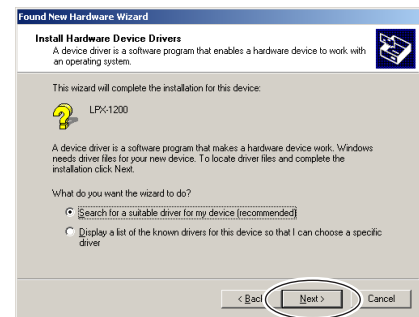 Found New Hardware Wizard
Install Hardware Device Drivers
A device driver is a software program that enables a hardware device to work with
an operating system.
This wizard will complete the installation for this device:
LPX-1200
A device driver is a software program that makes a hardware device work. Windows
needs driver files for your new device. To locate driver files and complete the
installation click Next.
What do you want the wizard to do?
Search for a suitable driver for my device (recommended)
Display a list of the known drivers for this device so that I can choose a specific
driver
< Back
Next >
Cancel